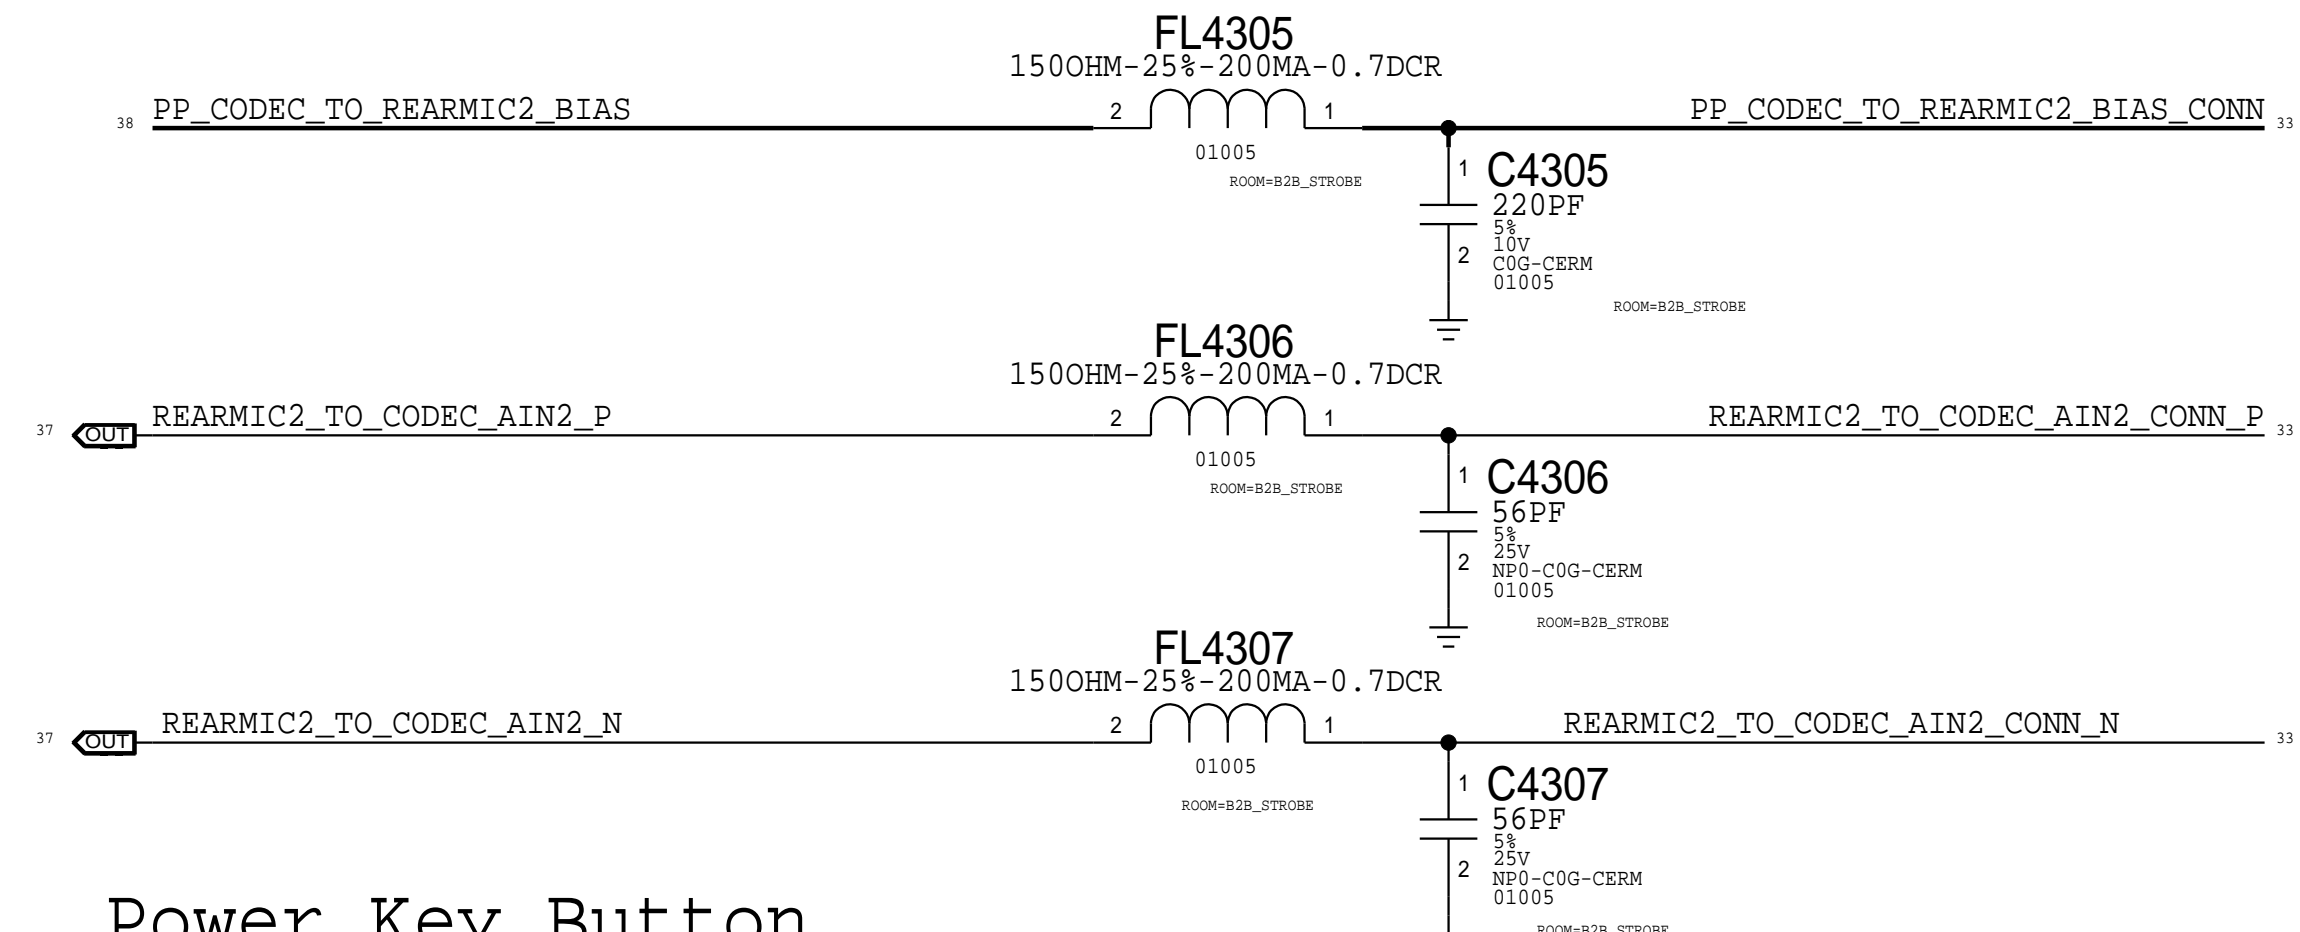 FL4305
150OHM-25%-200MA-0.7DCR
38 PP_CODEC_TO_REARMIC2_BIAS 2 1 PP_CODEC_TO_REARMIC2_BIAS_CONN 33
01005
ROOM=B2B_STROBE
1 C4305
220PF
5%
10V
2
C0G-CERM
01005
ROOM=B2B_STROBE
FL4306
150OHM-25%-200MA-0.7DCR
37 OUT REARMIC2_TO_CODEC_AIN2_P 2 1 REARMIC2_TO_CODEC_AIN2_CONN_P 33
01005
ROOM=B2B_STROBE
1 C4306
56PF
5%
25V
2
NP0-C0G-CERM
01005
ROOM=B2B_STROBE
FL4307
150OHM-25%-200MA-0.7DCR
37 OUT REARMIC2_TO_CODEC_AIN2_N 2 1 REARMIC2_TO_CODEC_AIN2_CONN_N 33
01005
ROOM=B2B_STROBE
1 C4307
56PF
5%
25V
2
NP0-C0G-CERM
01005
ROOM=B2B_STROBE
Power Key Button